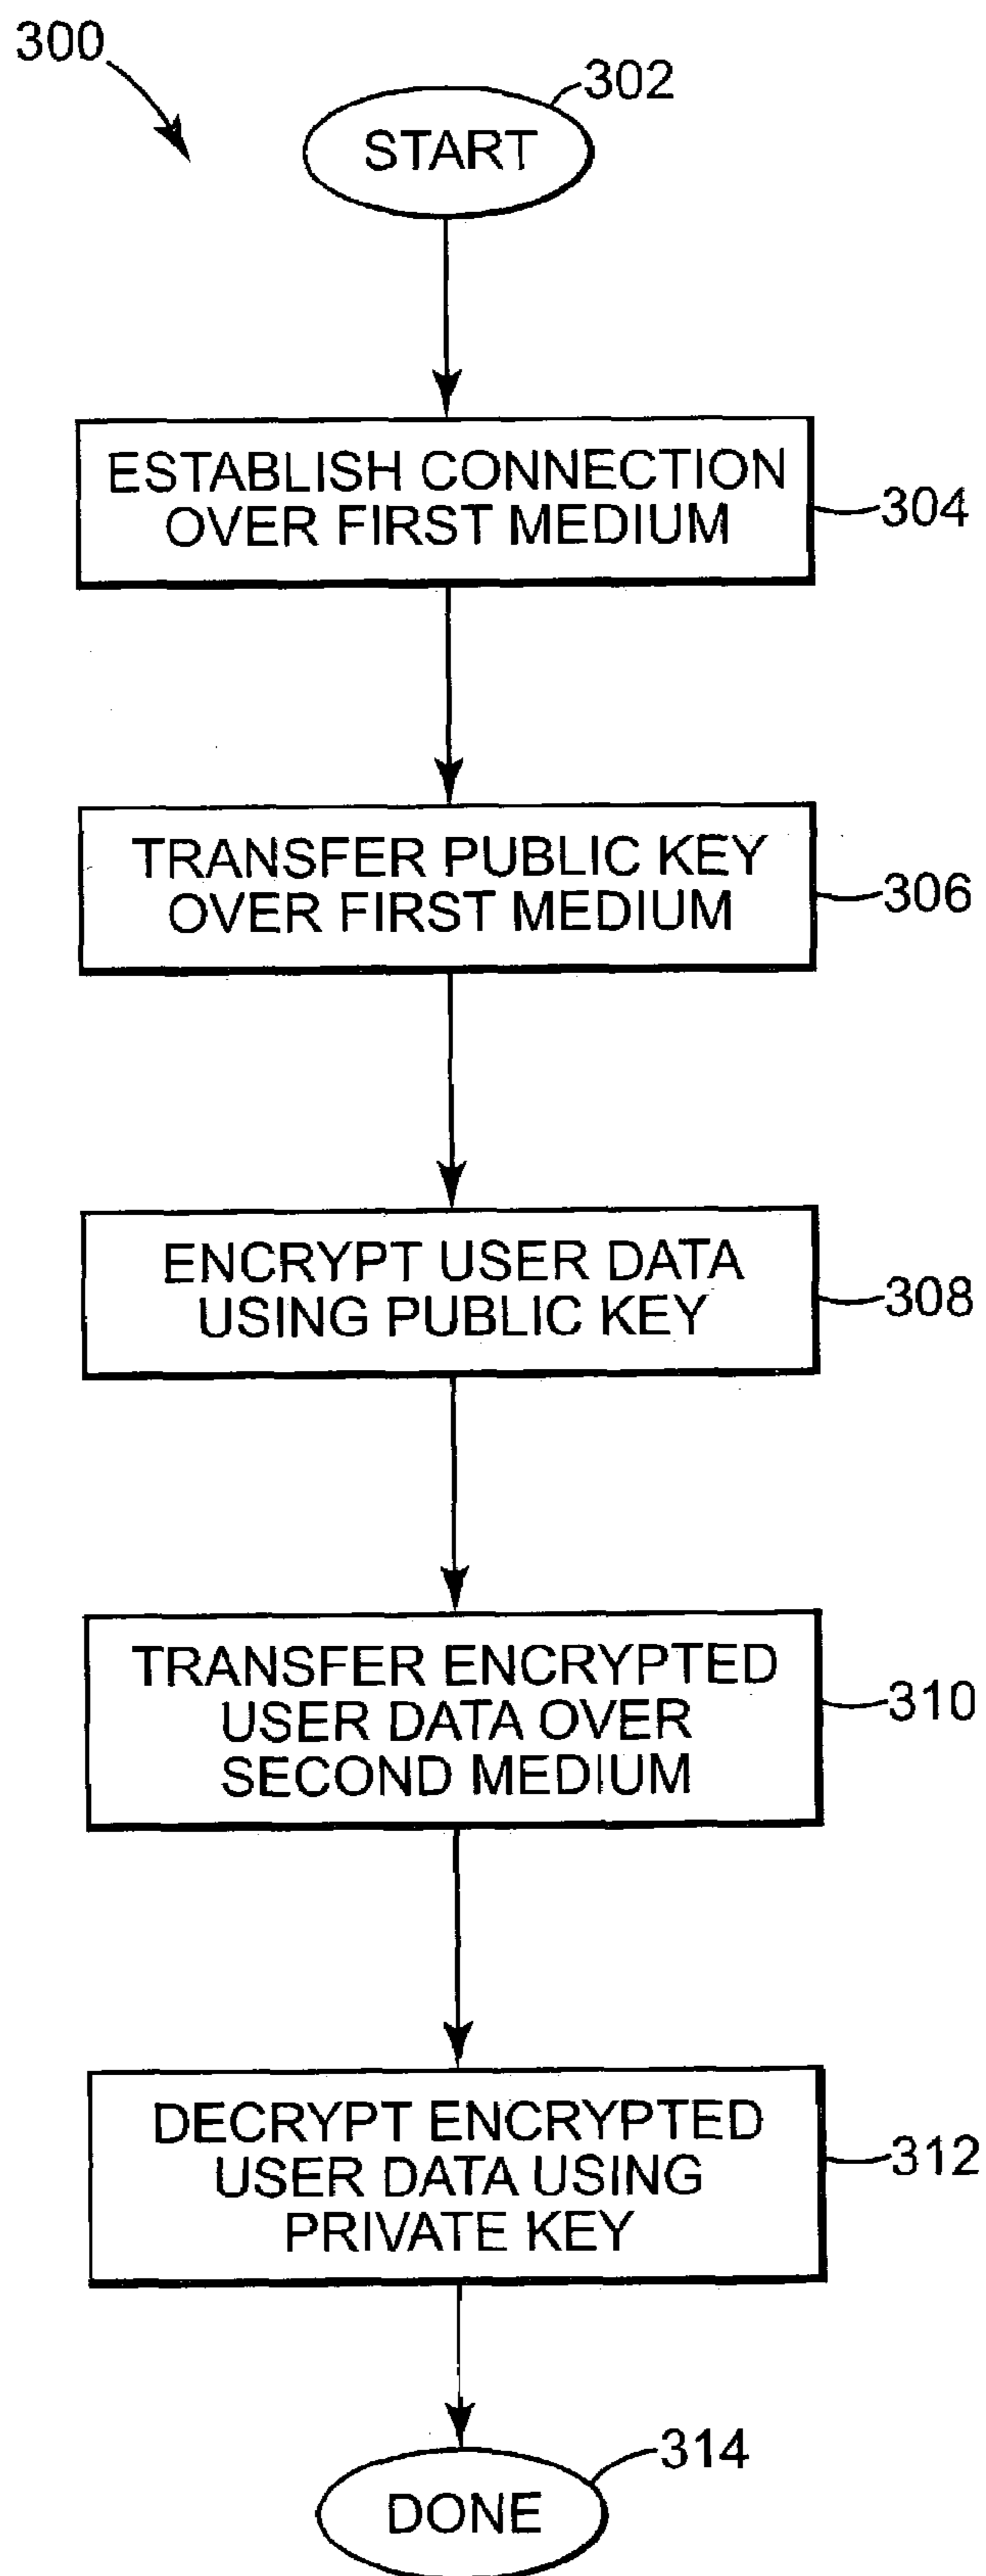 300
302
START
ESTABLISH CONNECTION
OVER FIRST MEDIUM
304
TRANSFER PUBLIC KEY
OVER FIRST MEDIUM
306
ENCRYPT USER DATA
USING PUBLIC KEY
308
TRANSFER ENCRYPTED
USER DATA OVER
SECOND MEDIUM
310
DECRYPT ENCRYPTED
USER DATA USING
PRIVATE KEY
312
314
DONE